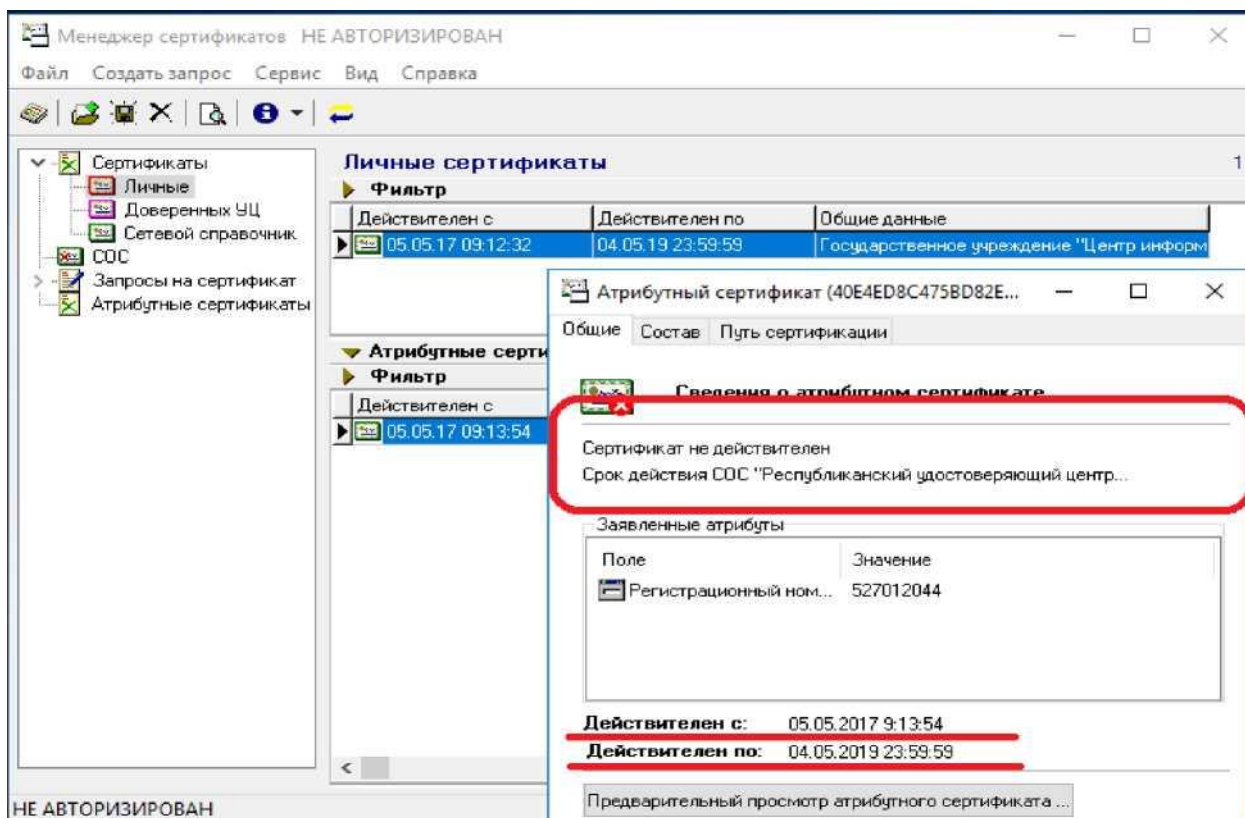 Менеджер сертификатов НЕ АВТОРИЗИРОВАН
Файл Создать запрос Сервис Вид Справка
Сертификаты
Личные
Доверенных УЦ
Сетевой справочник
СОС
Запросы на сертификат
Атрибутные сертификаты
Личные сертификаты 1
Фильтр
Действителен с Действителен по Общие данные
05.05.17 09:12:32 04.05.19 23:59:59 Государственное учреждение "Центр информ
Атрибутные серти
Фильтр
Действителен с
05.05.17 09:13:54
Атрибутный сертификат (40E4ED8C475BD82E...
Общие Состав Путь сертификации
Сведения о атрибутном сертификате
Сертификат не действителен
Срок действия СОС "Республиканский удостоверяющий центр...
Заявленные атрибуты
Поле Значение
Регистрационный ном... 527012044
Действителен с: 05.05.2017 9:13:54
Действителен по: 04.05.2019 23:59:59
Предварительный просмотр атрибутного сертификата ...
НЕ АВТОРИЗИРОВАН